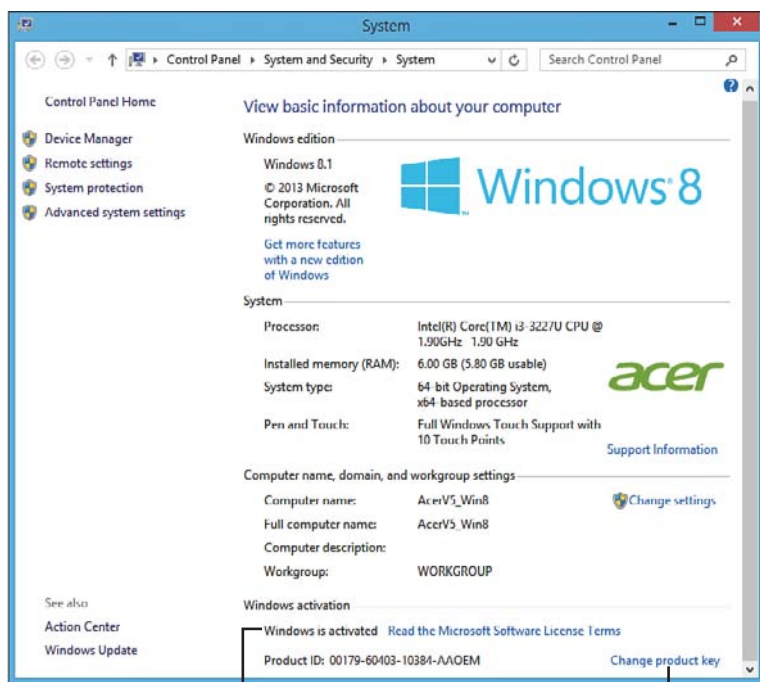 System
Control Panel System and Security System
Search Control Panel
Control Panel Home
Device Manager
Remote settings
System protection
Advanced system settings
See also
Action Center
Windows Update
View basic information about your computer
Windows edition
Windows 8.1
© 2013 Microsoft
Corporation. All
rights reserved.
Get more features
with a new edition
of Windows
Windows 8
System
Processor: Intel(R) Core(TM) i3-3227U CPU @
1.90GHz 1.90 GHz
Installed memory (RAM): 6.00 GB (5.80 GB usable)
System type: 64-bit Operating System,
x64-based processor
Pen and Touch: Full Windows Touch Support with
10 Touch Points
acer
Support Information
Computer name, domain, and workgroup settings
Computer name: AcerV5_Win8
Change settings
Full computer name: AcerV5_Win8
Computer description:
Workgroup: WORKGROUP
Windows activation
Windows is activated Read the Microsoft Software License Terms
Product ID: 00179-60403-10384-AAOEM
Change product key